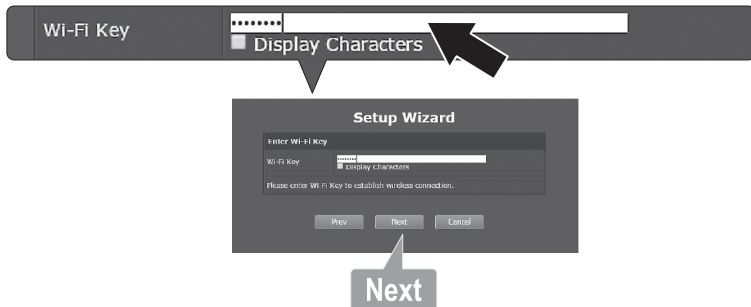 Wi-Fi Key
••••••••
Display Characters
Setup Wizard
Enter Wi-Fi Key
Wi-Fi Key
••••••••
Display Characters
Please enter Wi-Fi Key to establish wireless connection.
Prev Next Cancel
Next